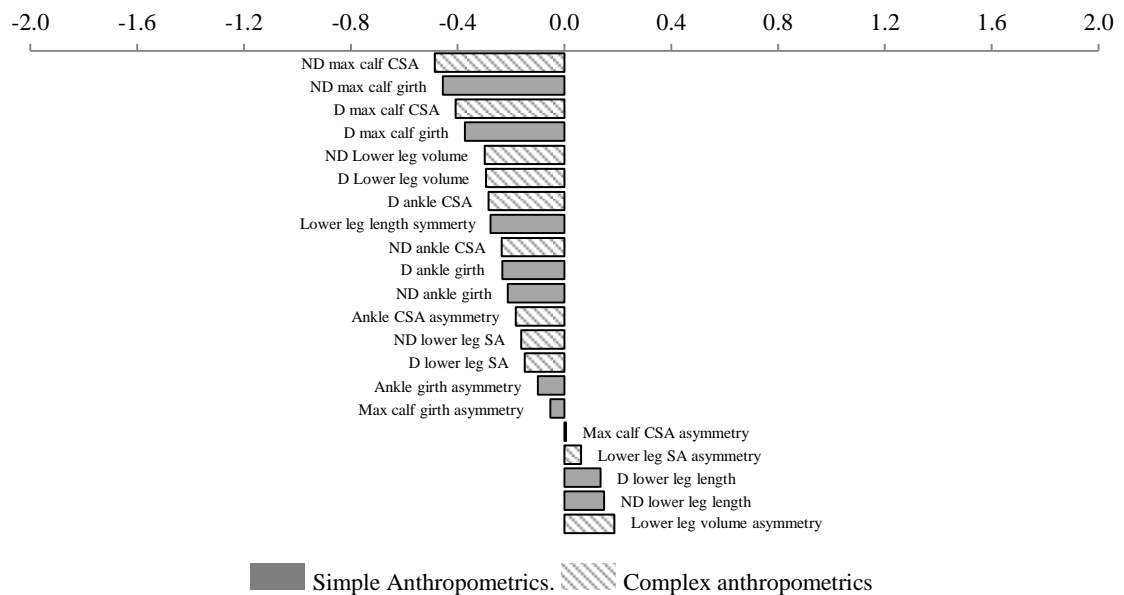 -2.0 -1.6 -1.2 -0.8 -0.4 0.0 0.4 0.8 1.2 1.6 2.0
ND max calf CSA
ND max calf girth
D max calf CSA
D max calf girth
ND Lower leg volume
D Lower leg volume
D ankle CSA
Lower leg length symmerty
ND ankle CSA
D ankle girth
ND ankle girth
Ankle CSA asymmetry
ND lower leg SA
D lower leg SA
Ankle girth asymmetry
Max calf girth asymmetry
Max calf CSA asymmetry
Lower leg SA asymmetry
D lower leg length
ND lower leg length
Lower leg volume asymmetry
Simple Anthropometrics. Complex anthropometrics